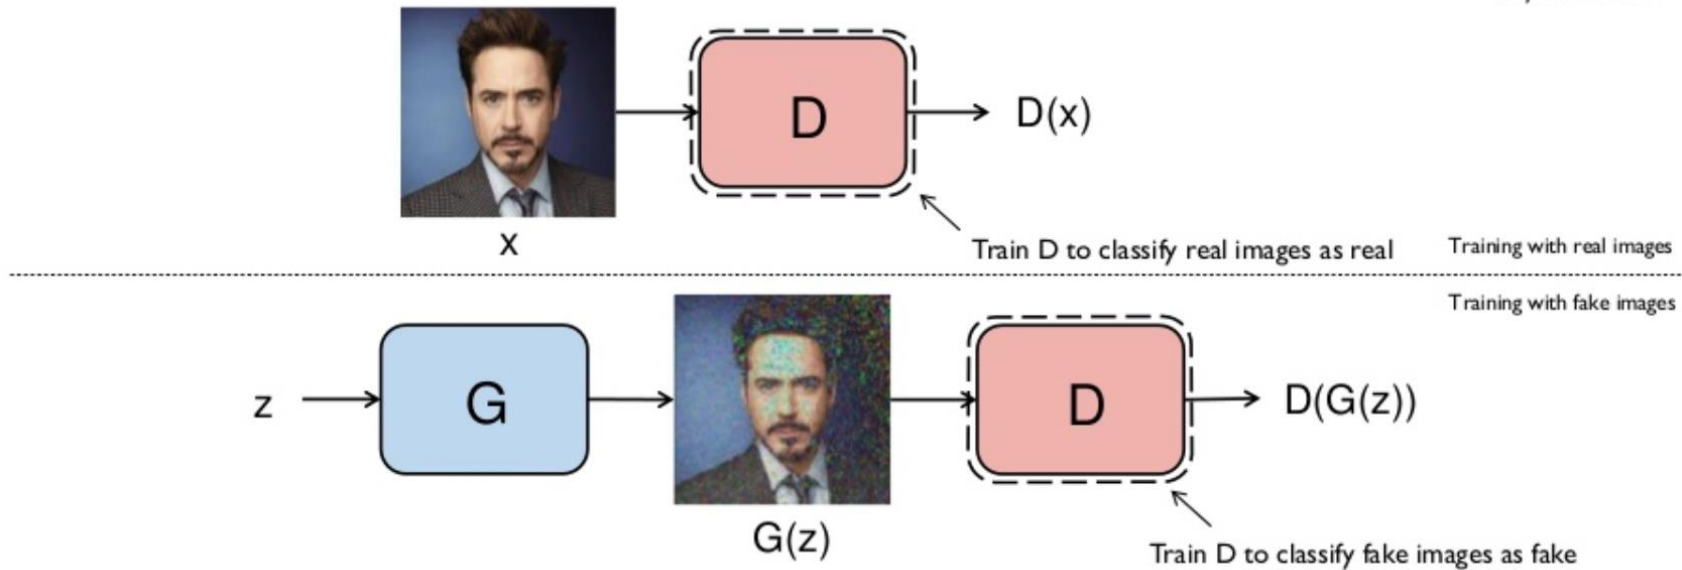 D
D(x)
x
Train D to classify real images as real
Training with real images
Training with fake images
z
G
D
D(G(z))
G(z)
Train D to classify fake images as fake